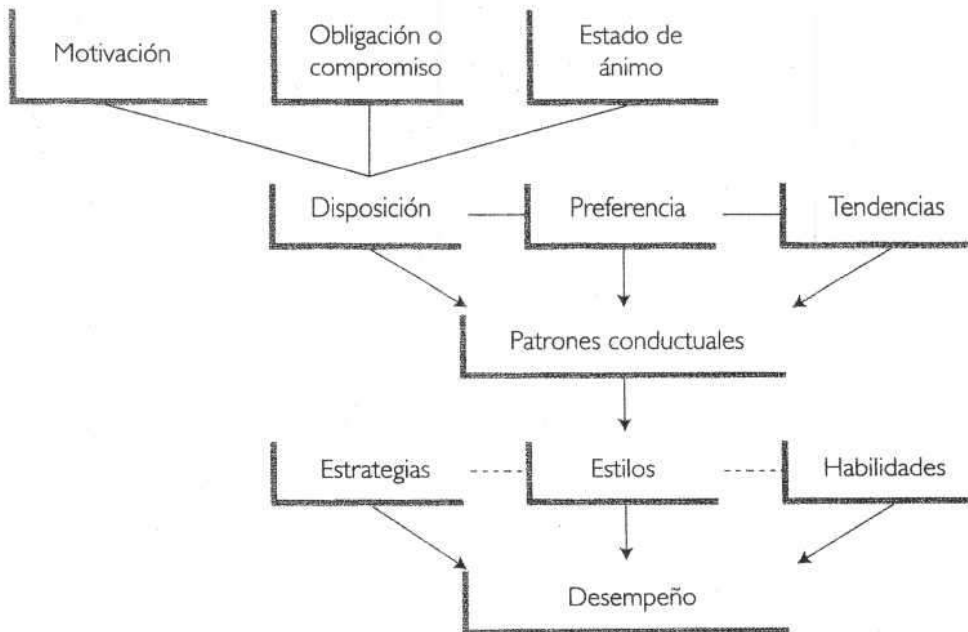 Motivación
Obligación o
compromiso
Estado de
ánimo
Disposición
Preferencia
Tendencias
Patrones conductuales
Estrategias
Estilos
Habilidades
Desempeño